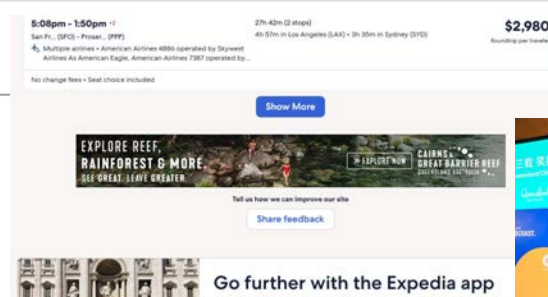 5:08pm - 1:50pm +2
27h 42m (2 stops)
$2,980
San Fr... (SFO) - Proser... (PPP)
4h 57m in Los Angeles (LAX) • 3h 35m in Sydney (SYD)
Roundtrip per traveler
Multiple airlines • American Airlines 4886 operated by Skywest
Airlines As American Eagle, American Airlines 7387 operated by...
No change fees • Seat choice included
Show More
EXPLORE REEF,
RAINFOREST & MORE.
SEE GREAT. LEAVE GREATER.
EXPLORE NOW
CAIRNS &
GREAT BARRIER REEF
Tell us how we can improve our site
Share feedback
Go further with the Expedia app